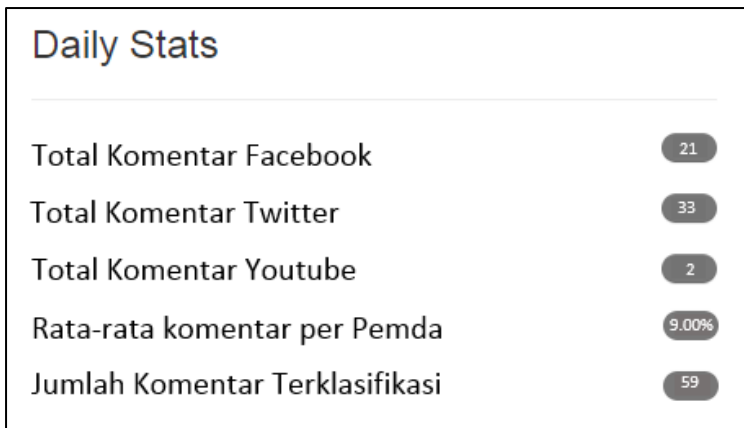 Daily Stats
Total Komentar Facebook 21
Total Komentar Twitter 33
Total Komentar Youtube 2
Rata-rata komentar per Pemda 9.00%
Jumlah Komentar Terklasifikasi 59